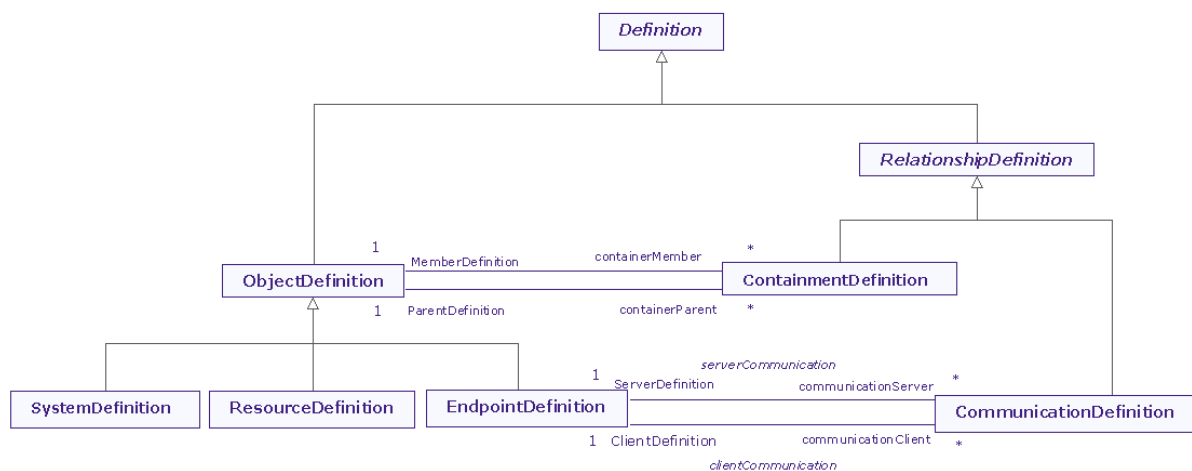 Definition
RelationshipDefinition
1
*
MemberDefinition
containerMember
ObjectDefinition
ContainmentDefinition
1
ParentDefinition
containerParent
*
serverCommunication
1
ServerDefinition
communicationServer
*
SystemDefinition
ResourceDefinition
EndpointDefinition
CommunicationDefinition
1
ClientDefinition
communicationClient
*
clientCommunication